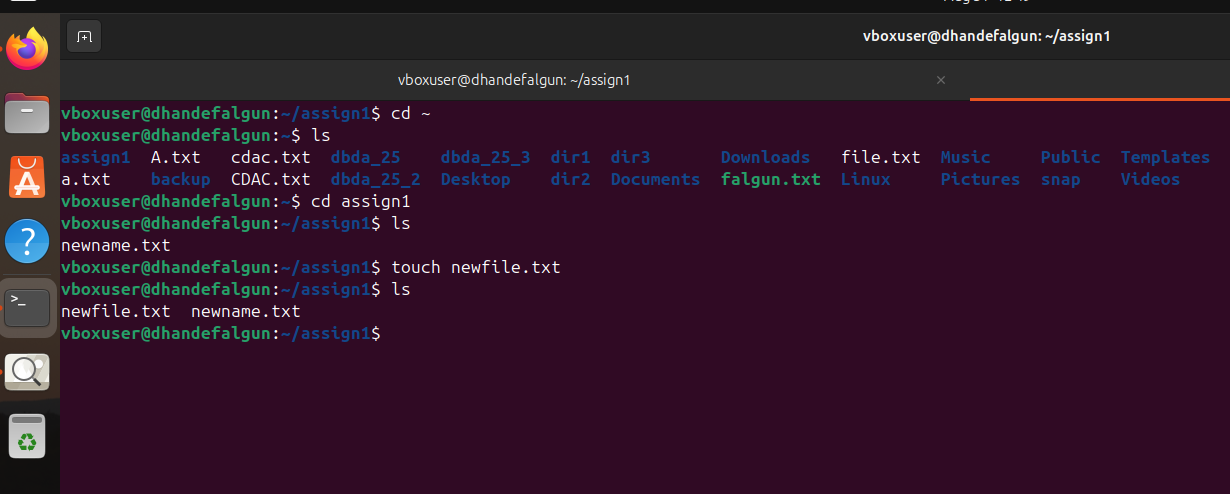 vboxuser@dhandefalgun: ~/assign1
vboxuser@dhandefalgun: ~/assign1 ×
vboxuser@dhandefalgun:~/assign1$ cd ~
vboxuser@dhandefalgun:~$ ls
assign1  A.txt   cdac.txt  dbda_25    dbda_25_3  dir1  dir3       Downloads   file.txt  Music     Public  Templates
a.txt    backup  CDAC.txt  dbda_25_2  Desktop    dir2  Documents  falgun.txt  Linux     Pictures  snap    Videos
vboxuser@dhandefalgun:~$ cd assign1
vboxuser@dhandefalgun:~/assign1$ ls
newname.txt
vboxuser@dhandefalgun:~/assign1$ touch newfile.txt
vboxuser@dhandefalgun:~/assign1$ ls
newfile.txt  newname.txt
vboxuser@dhandefalgun:~/assign1$